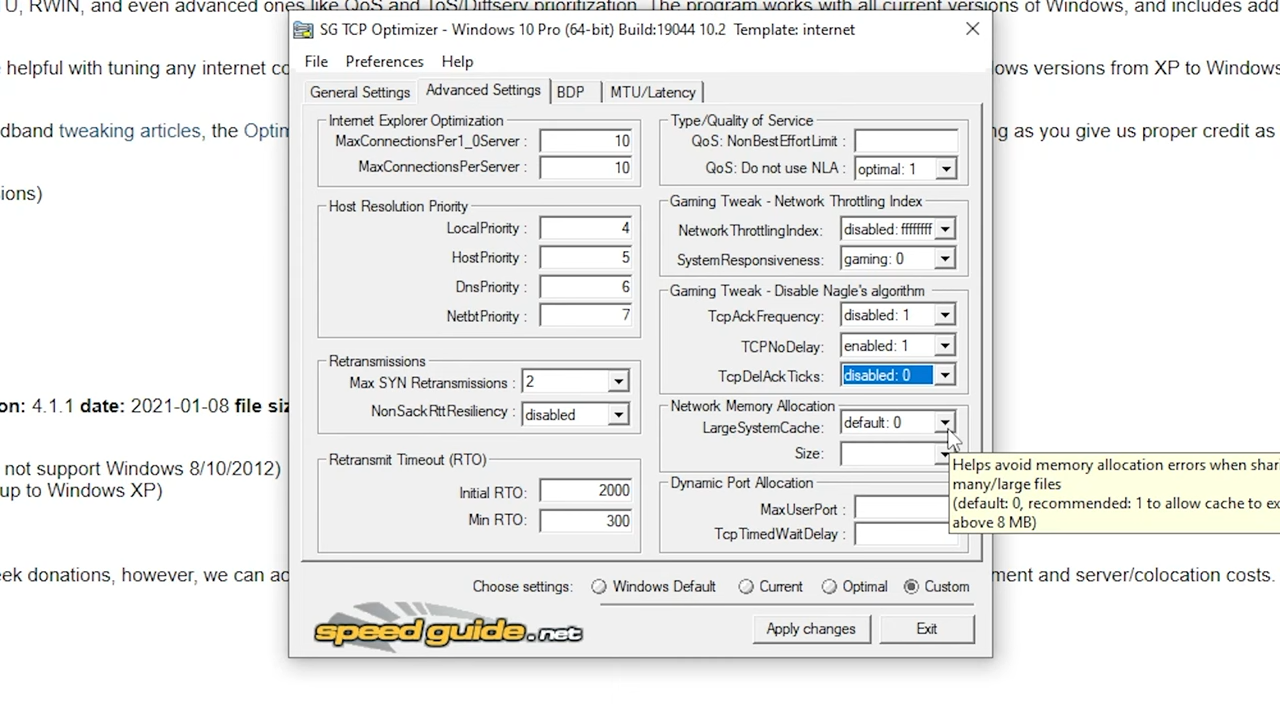 TU, RWIN, and even advanced ones like QoS and ToS/Diffserv prioritization. The program works with all current versions of Windows, and includes add
SG TCP Optimizer - Windows 10 Pro (64-bit) Build:19044 10.2 Template: internet
File Preferences Help
helpful with tuning any internet co
lows versions from XP to Windows
General Settings Advanced Settings BDP MTU/Latency
Internet Explorer Optimization
MaxConnectionsPer1_0Server : 10
MaxConnectionsPerServer : 10
Type/Quality of Service
QoS: NonBestEffortLimit :
QoS: Do not use NLA : optimal: 1
dband tweaking articles, the Optim
ng as you give us proper credit as
ions)
Host Resolution Priority
LocalPriority : 4
HostPriority : 5
DnsPriority : 6
NetbtPriority : 7
Gaming Tweak - Network Throttling Index
NetworkThrottlingIndex: disabled: ffffffff
SystemResponsiveness: gaming: 0
Gaming Tweak - Disable Nagle's algorithm
TcpAckFrequency: disabled: 1
TCPNoDelay: enabled: 1
TcpDelAckTicks: disabled: 0
Retransmissions
Max SYN Retransmissions : 2
NonSackRttResiliency : disabled
Network Memory Allocation
LargeSystemCache: default: 0
Size:
on: 4.1.1 date: 2021-01-08 file siz
not support Windows 8/10/2012)
up to Windows XP)
Retransmit Timeout (RTO)
Initial RTO: 2000
Min RTO: 300
Dynamic Port Allocation
MaxUserPort :
TcpTimedWaitDelay :
Helps avoid memory allocation errors when shar
many/large files
(default: 0, recommended: 1 to allow cache to ex
above 8 MB)
eek donations, however, we can ac
ment and server/colocation costs.
Choose settings: Windows Default Current Optimal Custom
speedguide.net
Apply changes Exit